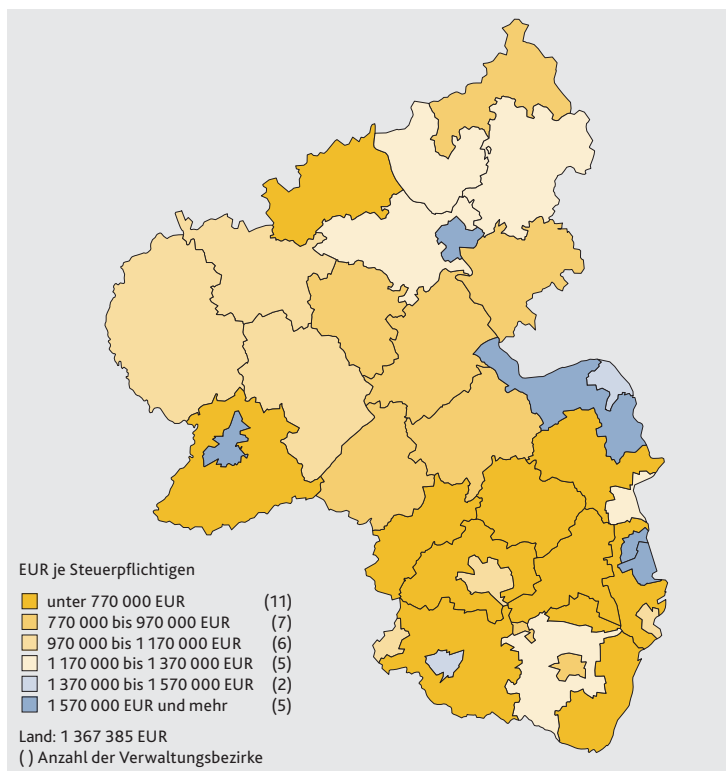 EUR je Steuerpflichtigen
unter 770 000 EUR (11)
770 000 bis 970 000 EUR (7)
970 000 bis 1 170 000 EUR (6)
1 170 000 bis 1 370 000 EUR (5)
1 370 000 bis 1 570 000 EUR (2)
1 570 000 EUR und mehr (5)
Land: 1 367 385 EUR
( ) Anzahl der Verwaltungsbezirke